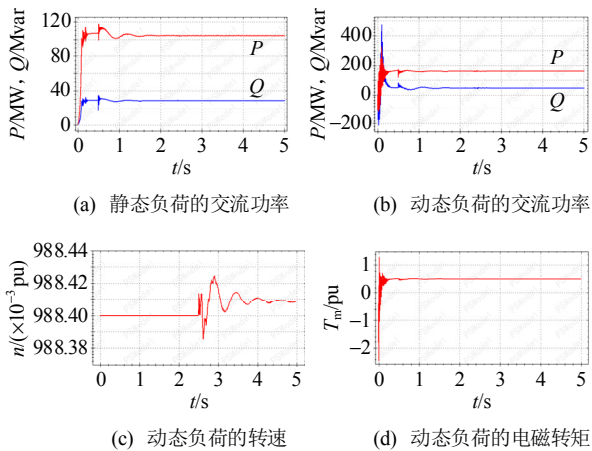 120
80
40
0
P/MW，Q/Mvar
P
Q
0 1 2 3 4 5
t/s
(a) 静态负荷的交流功率
400
200
0
−200
P/MW，Q/Mvar
P
Q
0 1 2 3 4 5
t/s
(b) 动态负荷的交流功率
988.44
988.42
988.40
988.38
n/(×10⁻³ pu)
0 1 2 3 4 5
t/s
(c) 动态负荷的转速
1
0
−1
−2
Tm/pu
0 1 2 3 4 5
t/s
(d) 动态负荷的电磁转矩